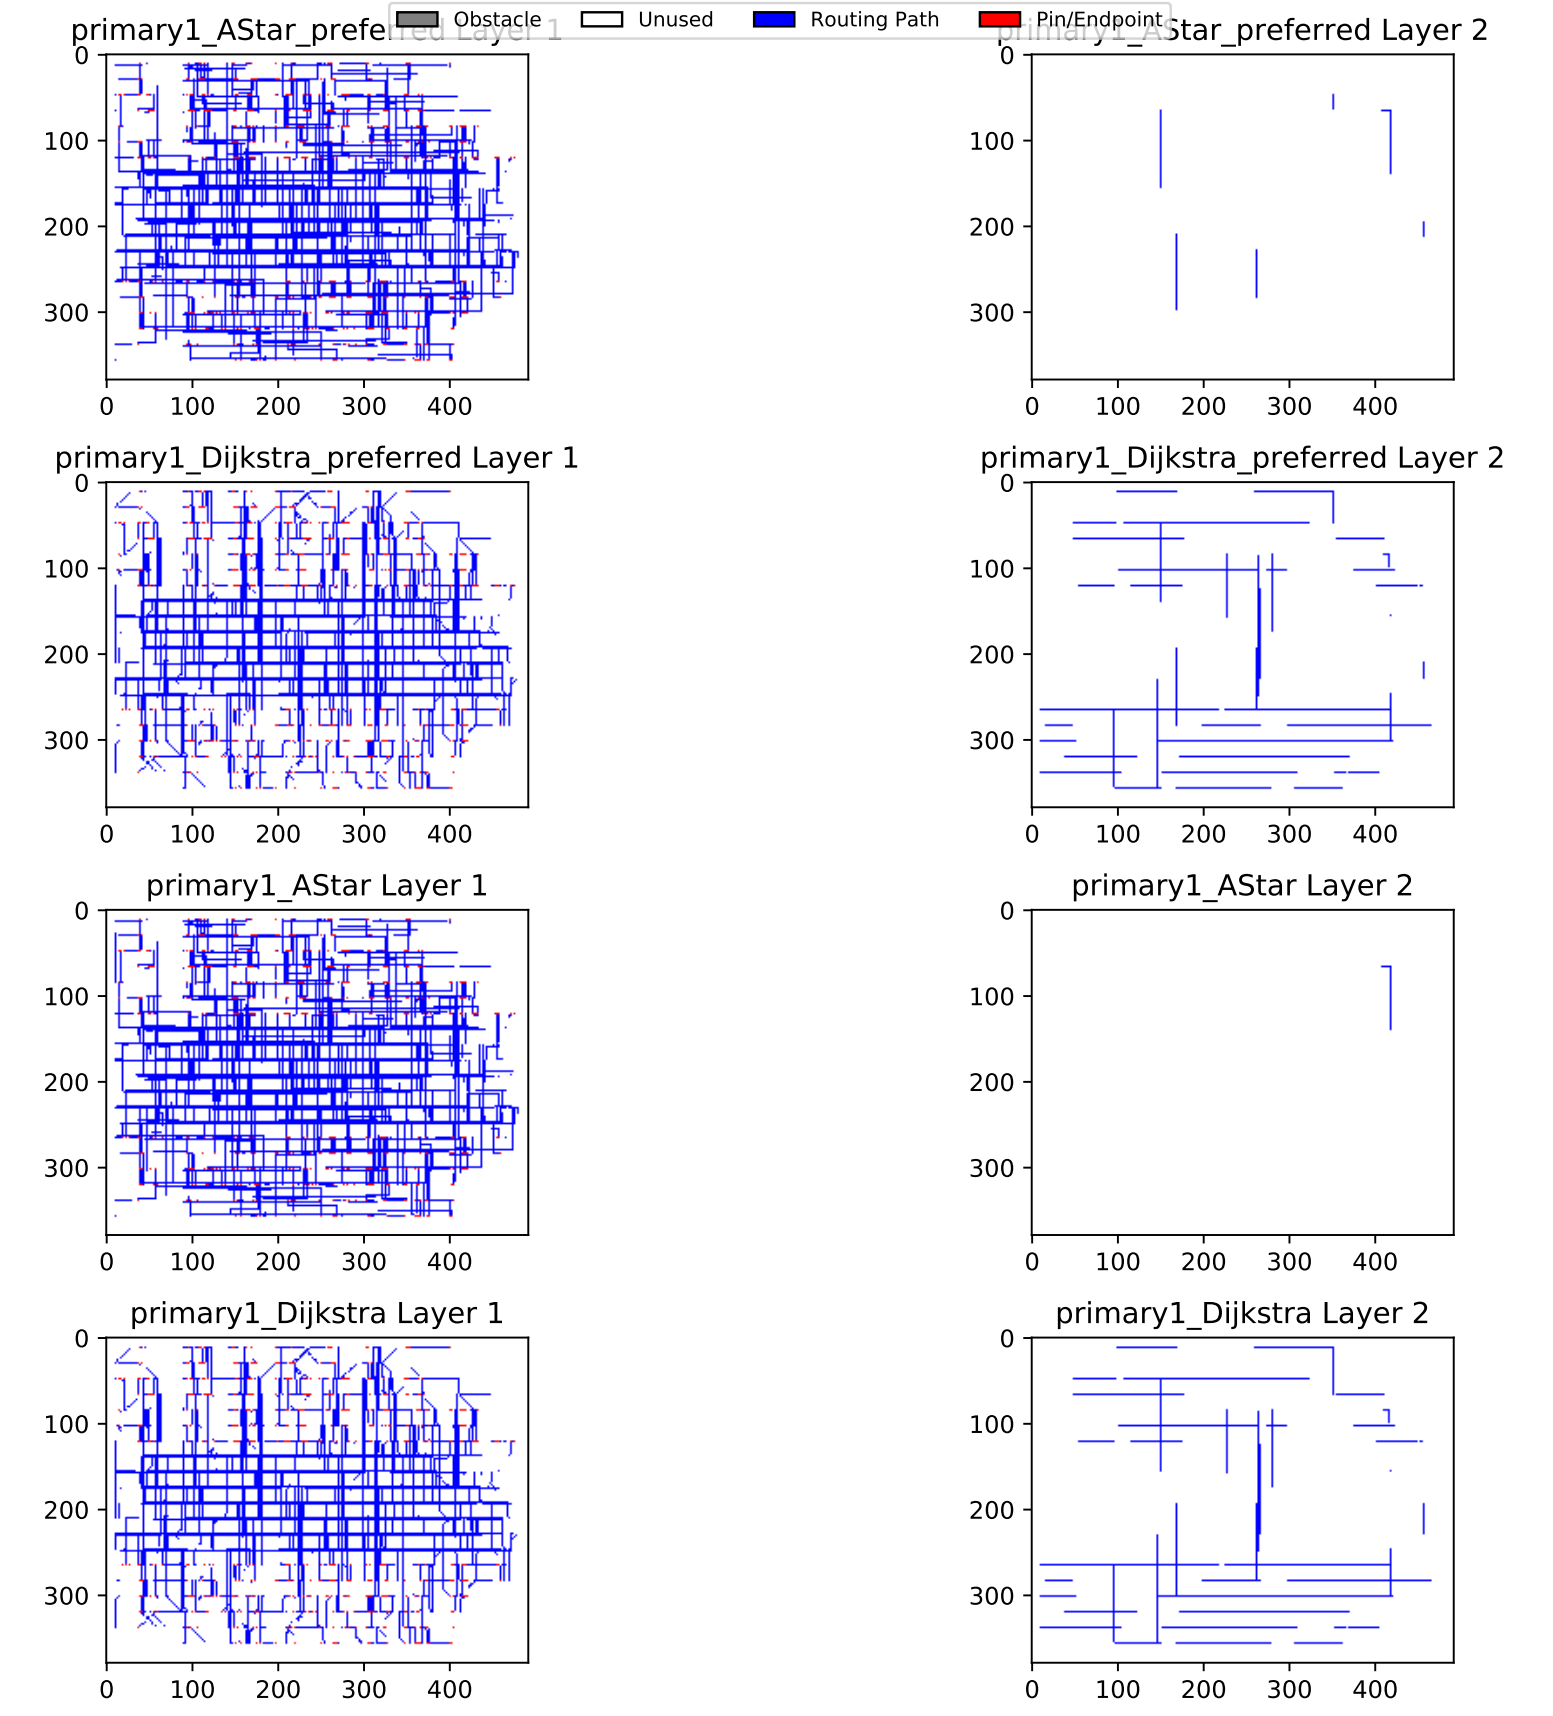 Obstacle Unused Routing Path Pin/Endpoint
primary1_AStar_preferred Layer 1 primary1_AStar_preferred Layer 2
0 0
100 100
200 200
300 300
0 100 200 300 400 0 100 200 300 400
primary1_Dijkstra_preferred Layer 1 primary1_Dijkstra_preferred Layer 2
0 0
100 100
200 200
300 300
0 100 200 300 400 0 100 200 300 400
primary1_AStar Layer 1 primary1_AStar Layer 2
0 0
100 100
200 200
300 300
0 100 200 300 400 0 100 200 300 400
primary1_Dijkstra Layer 1 primary1_Dijkstra Layer 2
0 0
100 100
200 200
300 300
0 100 200 300 400 0 100 200 300 400